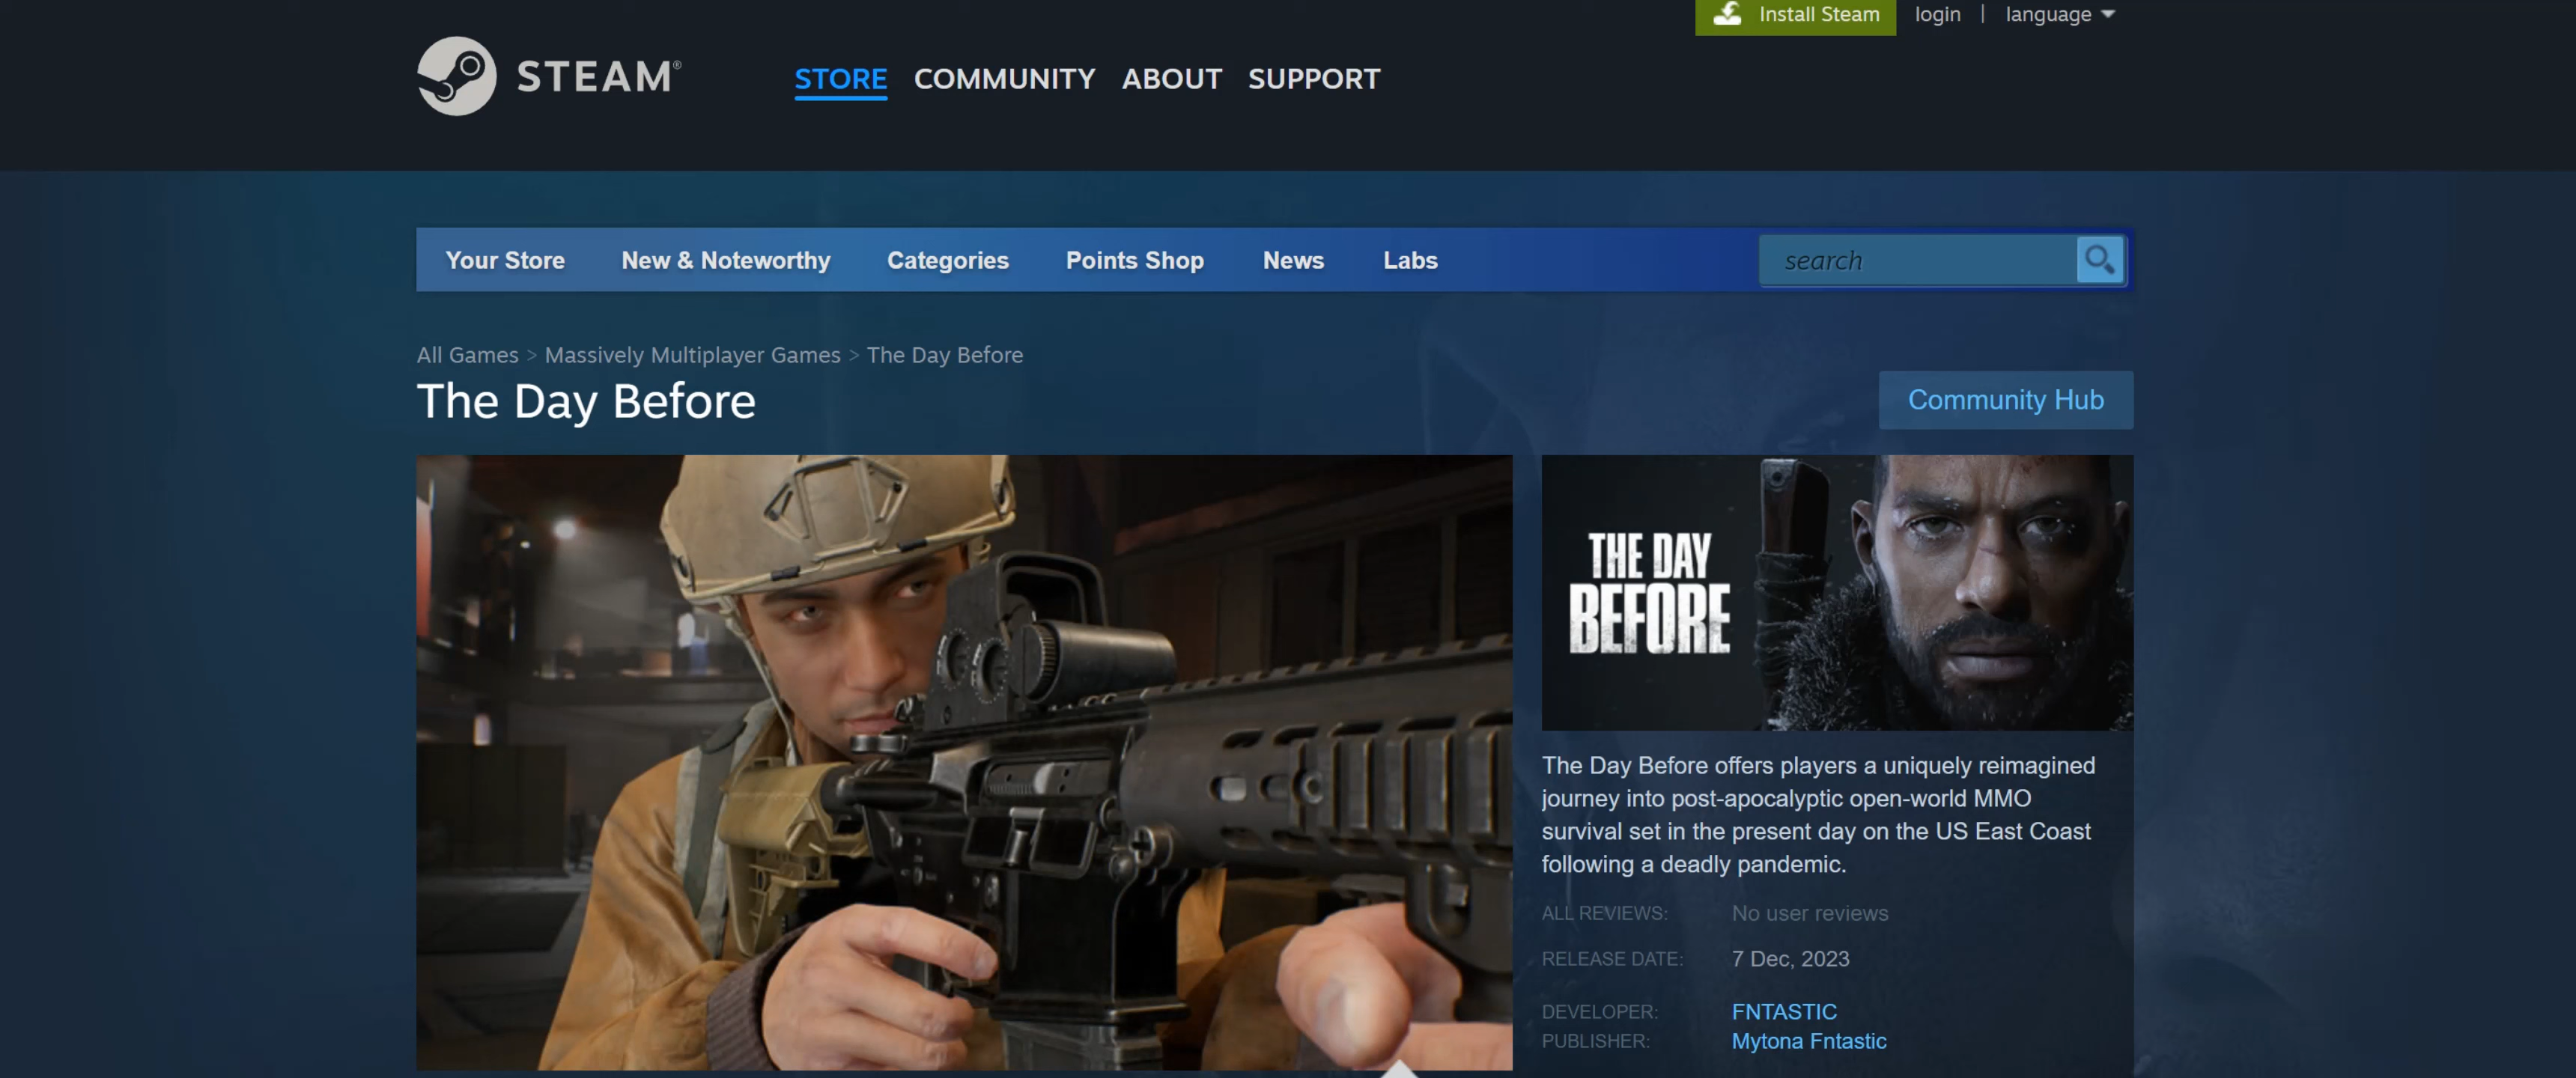 Install Steam login | language
STEAM®
STORE COMMUNITY ABOUT SUPPORT
Your Store New & Noteworthy Categories Points Shop News Labs search
All Games > Massively Multiplayer Games > The Day Before
The Day Before
Community Hub
THE DAY
BEFORE
The Day Before offers players a uniquely reimagined
journey into post-apocalyptic open-world MMO
survival set in the present day on the US East Coast
following a deadly pandemic.
ALL REVIEWS: No user reviews
RELEASE DATE: 7 Dec, 2023
DEVELOPER: FNTASTIC
PUBLISHER: Mytona Fntastic